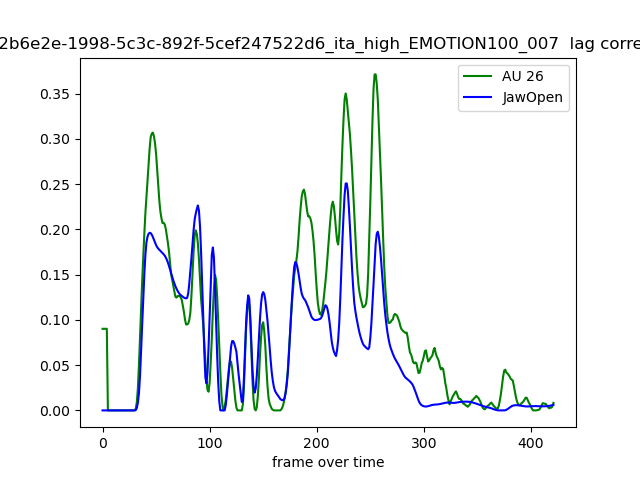 2b6e2e-1998-5c3c-892f-5cef247522d6_ita_high_EMOTION100_007  lag corre
AU 26
JawOpen
0.35
0.30
0.25
0.20
0.15
0.10
0.05
0.00
0 100 200 300 400
frame over time